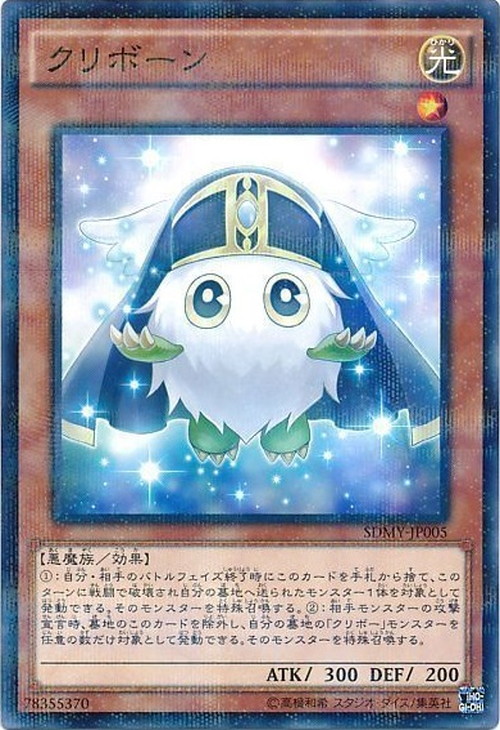 クリボーン
光
SDMY-JP005
【悪魔族／効果】
①：自分・相手のバトルフェイズ終了時にこのカードを手札から捨て、この
ターンに戦闘で破壊され自分の墓地へ送られたモンスター1体を対象として
発動できる。そのモンスターを特殊召喚する。②：相手モンスターの攻撃
宣言時、墓地のこのカードを除外し、自分の墓地の「クリボー」モンスターを
任意の数だけ対象として発動できる。そのモンスターを特殊召喚する。
ATK/ 300 DEF/ 200
78355370
©高橋和希 スタジオ・ダイス/集英社